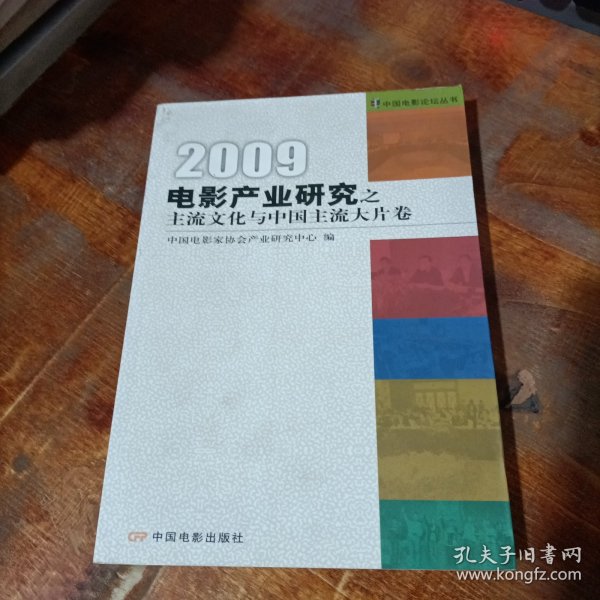 中国电影论坛丛书
2009
电影产业研究之
主流文化与中国主流大片卷
中国电影家协会产业研究中心 编
CFP 中国电影出版社
孔夫子旧书网
www.kongfz.com